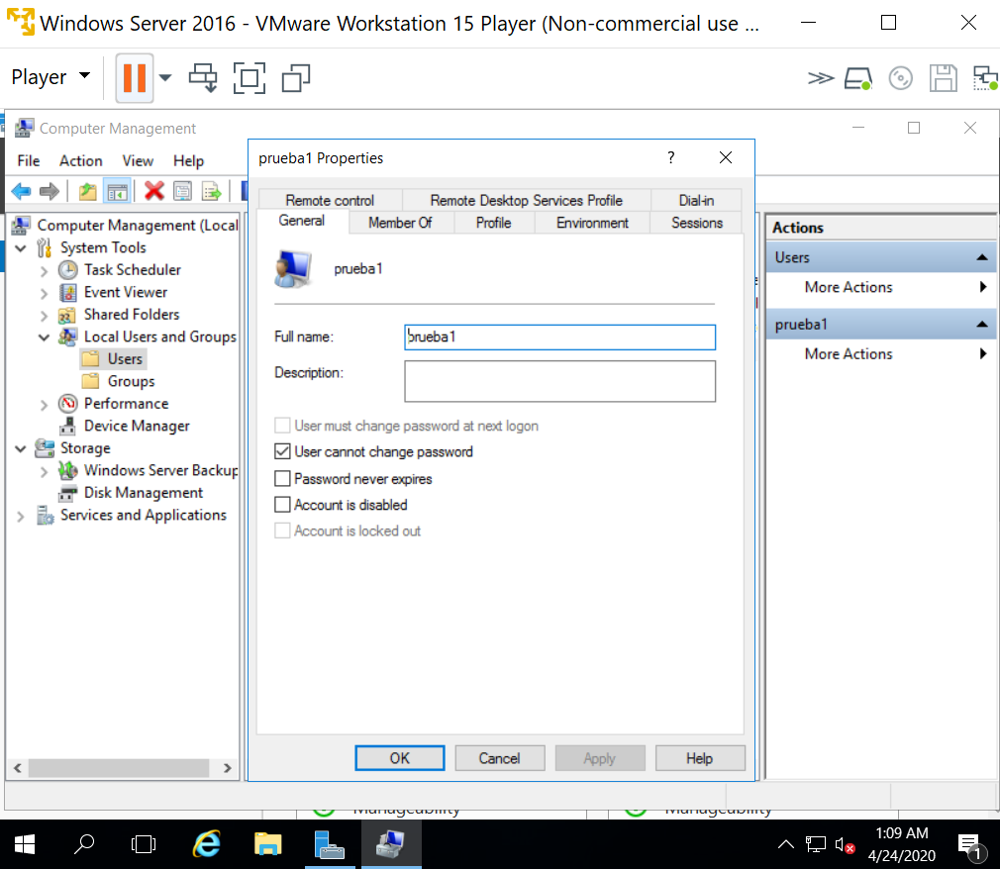 Windows Server 2016 - VMware Workstation 15 Player (Non-commercial use ...
Player
Computer Management
File Action View Help
prueba1 Properties
?
Remote control Remote Desktop Services Profile Dial-in
General Member Of Profile Environment Sessions
prueba1
Full name: prueba1
Description:
User must change password at next logon
User cannot change password
Password never expires
Account is disabled
Account is locked out
OK Cancel Apply Help
Computer Management (Local
System Tools
Task Scheduler
Event Viewer
Shared Folders
Local Users and Groups
Users
Groups
Performance
Device Manager
Storage
Windows Server Backup
Disk Management
Services and Applications
Actions
Users
More Actions
prueba1
More Actions
Manageability Manageability
1:09 AM
4/24/2020
1